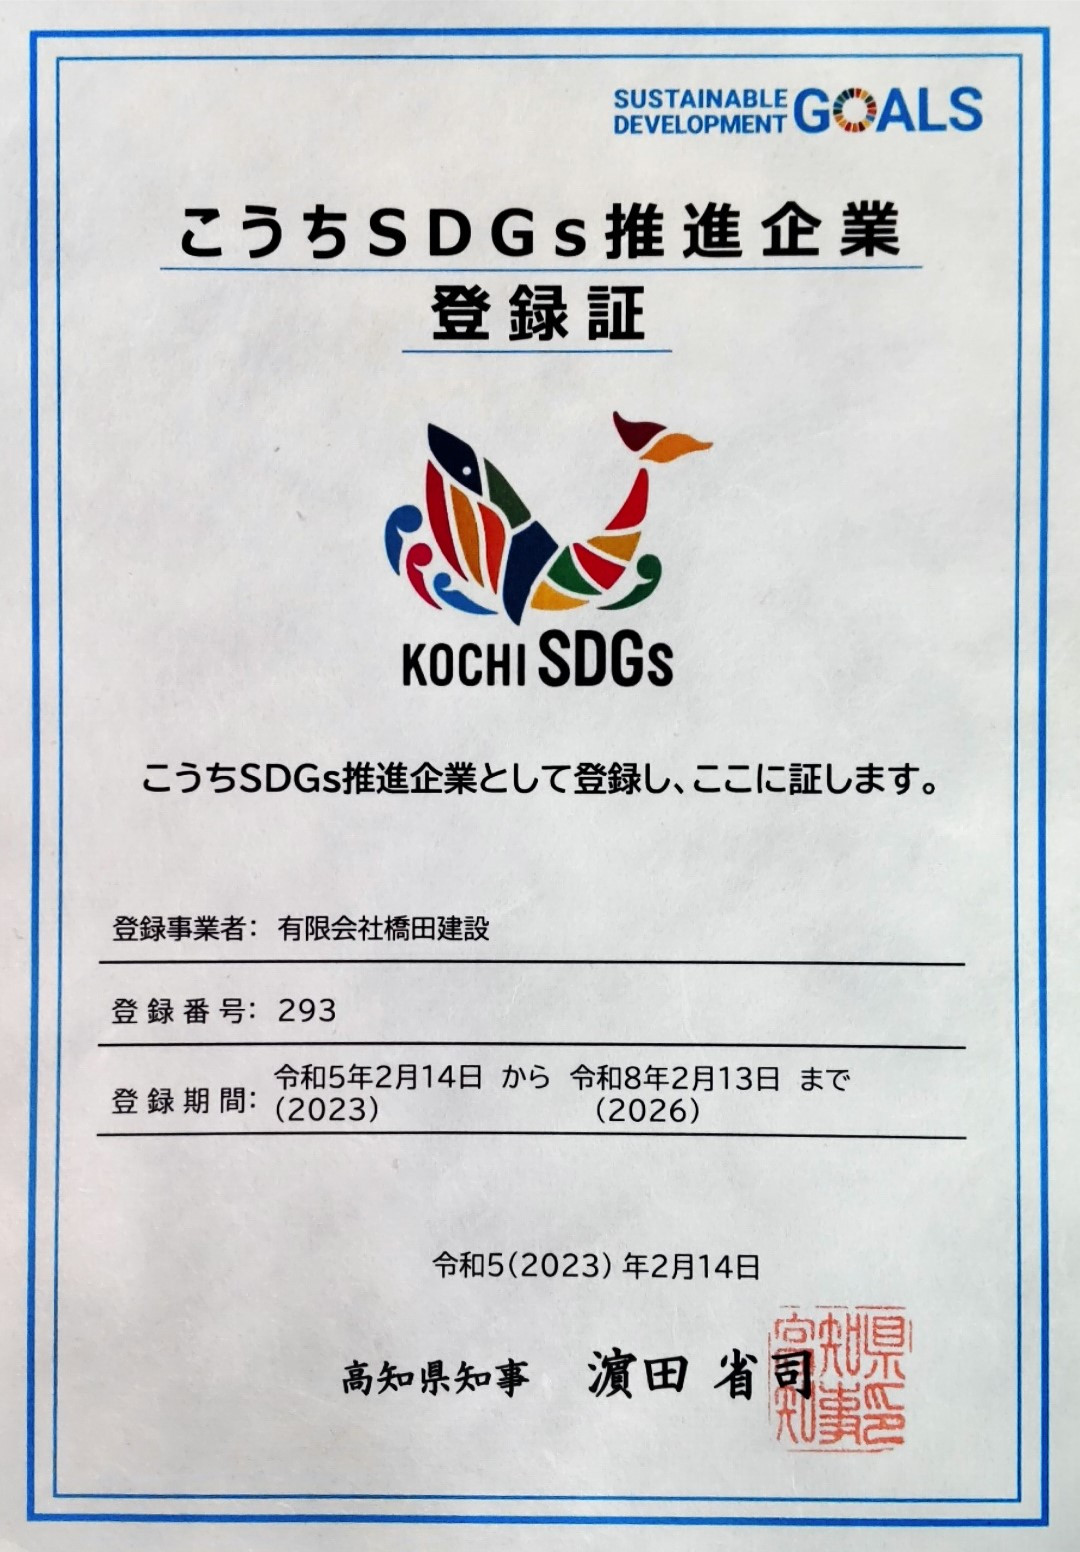 SUSTAINABLE
DEVELOPMENT
GOALS
こうちSDGs推進企業
登録証
KOCHI SDGs
こうちSDGs推進企業として登録し、ここに証します。
登録事業者: 有限会社橋田建設
登録番号: 293
登録期間: 令和5年2月14日 から 令和8年2月13日 まで
(2023) (2026)
令和5(2023)年2月14日
高知県知事 濵田 省司
高知県知事印